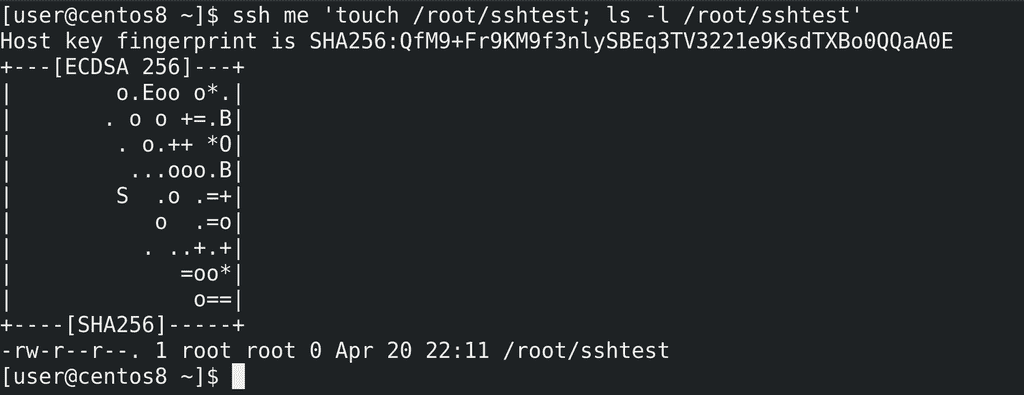 [user@centos8 ~]$ ssh me 'touch /root/sshtest; ls -l /root/sshtest'
Host key fingerprint is SHA256:QfM9+Fr9KM9f3nlySBEq3TV3221e9KsdTXBo0QQaA0E
+---[ECDSA 256]---+
|        o.Eoo o*.|
|       . o o +=.B|
|        . o.++ *O|
|         ...ooo.B|
|        S  .o .=+|
|           o  .=o|
|          . ..+.+|
|             =oo*|
|              o==|
+----[SHA256]-----+
-rw-r--r--. 1 root root 0 Apr 20 22:11 /root/sshtest
[user@centos8 ~]$